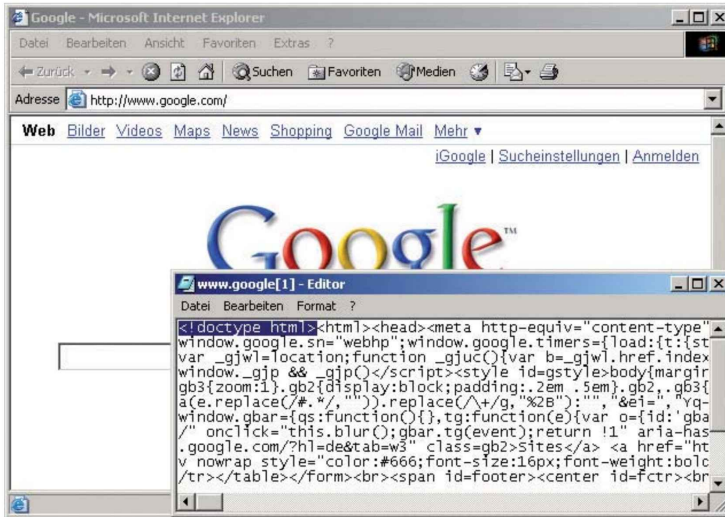 Google - Microsoft Internet Explorer
Datei Bearbeiten Ansicht Favoriten Extras ?
Zurück Suchen Favoriten Medien
Adresse http://www.google.com/
Web Bilder Videos Maps News Shopping Google Mail Mehr ▼
iGoogle | Sucheinstellungen | Anmelden
Google™
www.google[1] - Editor
Datei Bearbeiten Format ?
<!doctype html><html><head><meta http-equiv="content-type"
window.google.sn="webhp";window.google.timers={load:{t:{st
var _gjwl=location;function _gjuc(){var b=_gjwl.href.index
window._gjp && _gjp()</script><style id=gstyle>body{margin
gb3{zoom:1}.gb2{display:block;padding:.2em .5em}.gb2,.gb3{
a(e.replace(/#.*/,"")).replace(/\+/g,"%2B"):"","&ei=","Yq-
window.gbar={qs:function(){},tg:function(e){var o={id:'gba
/" onclick="this.blur();gbar.tg(event);return !1" aria-has
.google.com/?hl=de&tab=w3" class=gb2>Sites</a> <a href="ht
v nowrap style="color:#666;font-size:16px;font-weight:bolc
/tr></table></form><br><span id=footer><center id=fctr><br